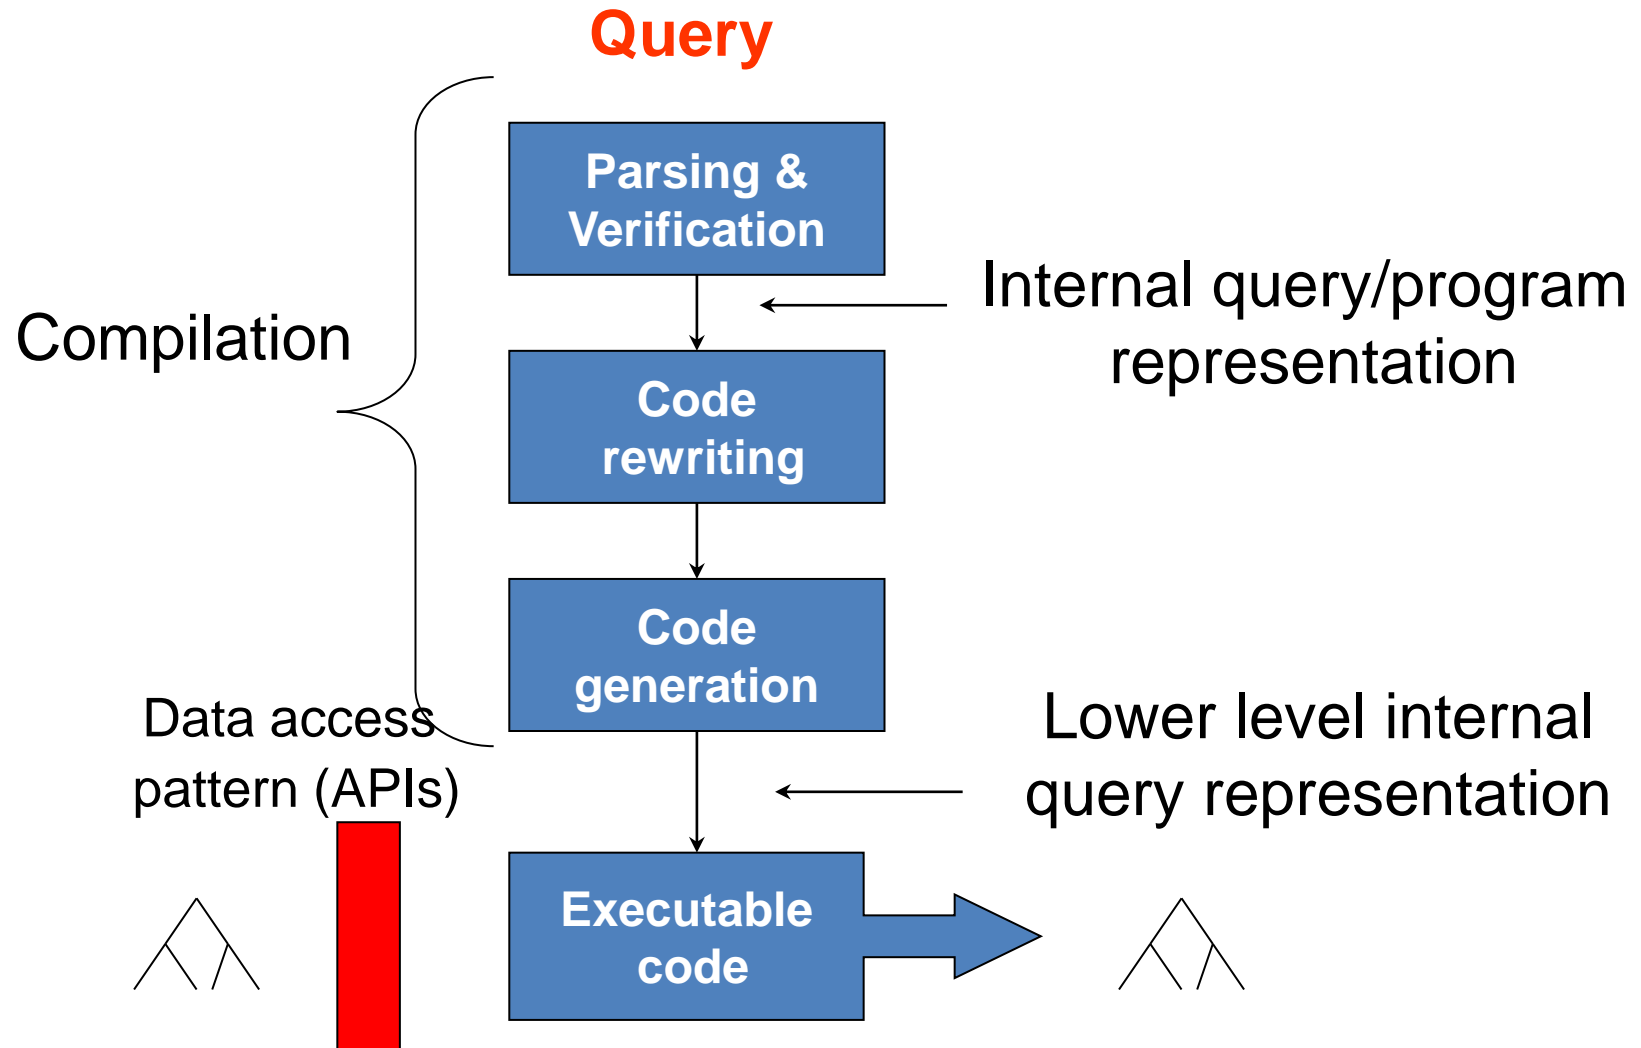 Query
Parsing &
Verification
Internal query/program
representation
Compilation
Code
rewriting
Code
generation
Data access
pattern (APIs)
Lower level internal
query representation
Executable
code